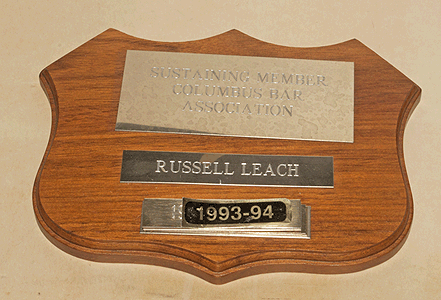 SUSTAINING MEMBER
COLUMBUS BAR
ASSOCIATION
RUSSELL LEACH
1993-94